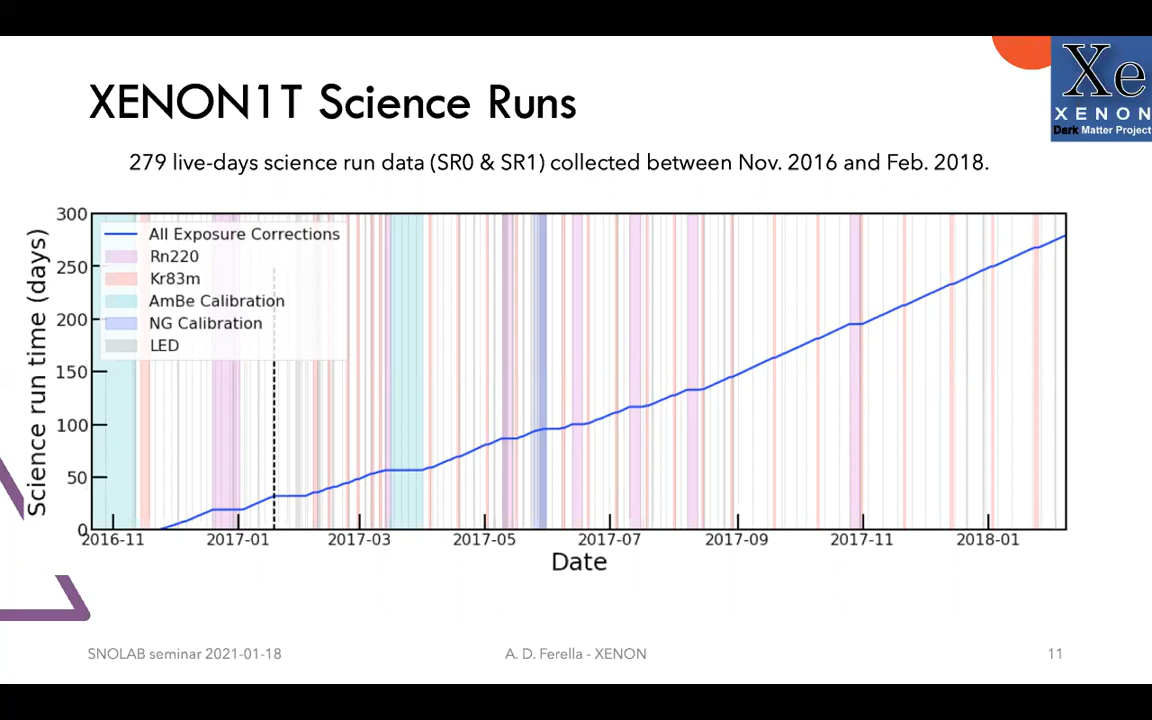 Xe
XENON
Dark Matter Project
XENON1T Science Runs
279 live-days science run data (SR0 & SR1) collected between Nov. 2016 and Feb. 2018.
Science run time (days)
300
250
200
150
100
50
0
All Exposure Corrections
Rn220
Kr83m
AmBe Calibration
NG Calibration
LED
2016-11 2017-01 2017-03 2017-05 2017-07 2017-09 2017-11 2018-01
Date
SNOLAB seminar 2021-01-18 A. D. Ferella - XENON 11